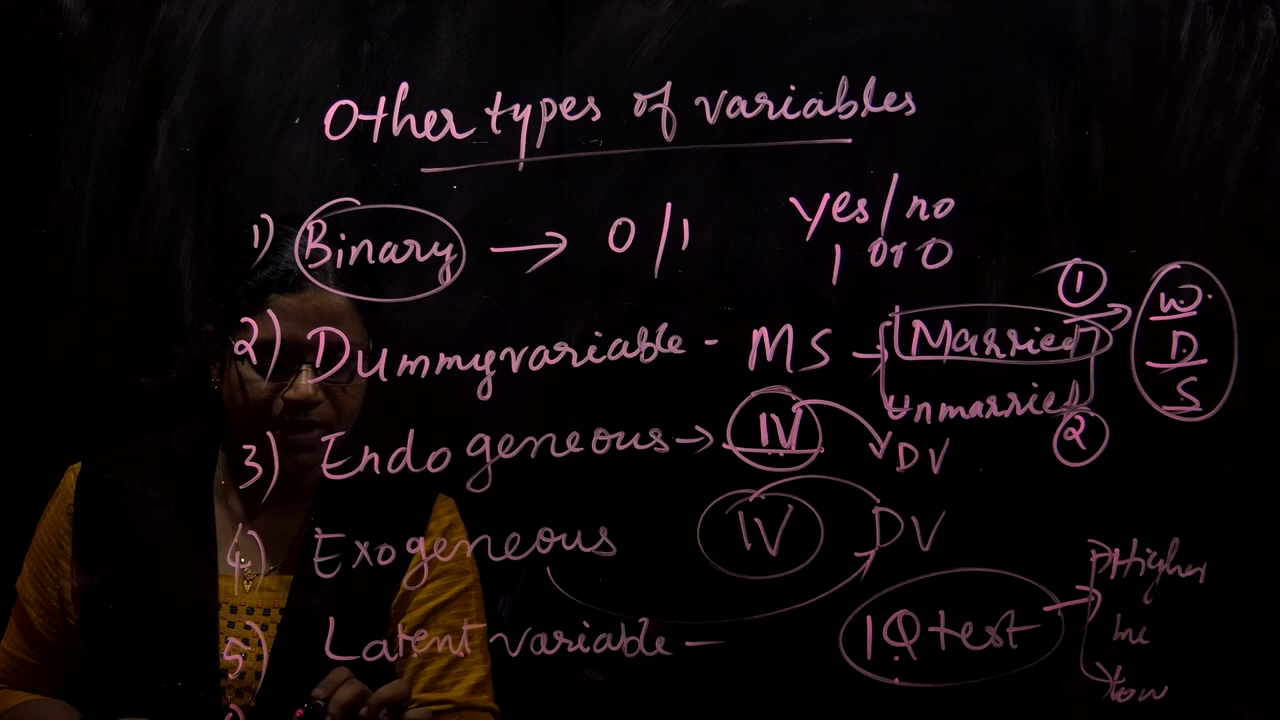 Other types of variables
1) Binary → 0/1 yes/no
1 or 0
2) Dummyvariable - MS → Married ① → W.
D
Unmarried ② S
3) Endogeneous → IV DV
4) Exogeneous IV DV
5) Latent variable - IQ test → Higher
low